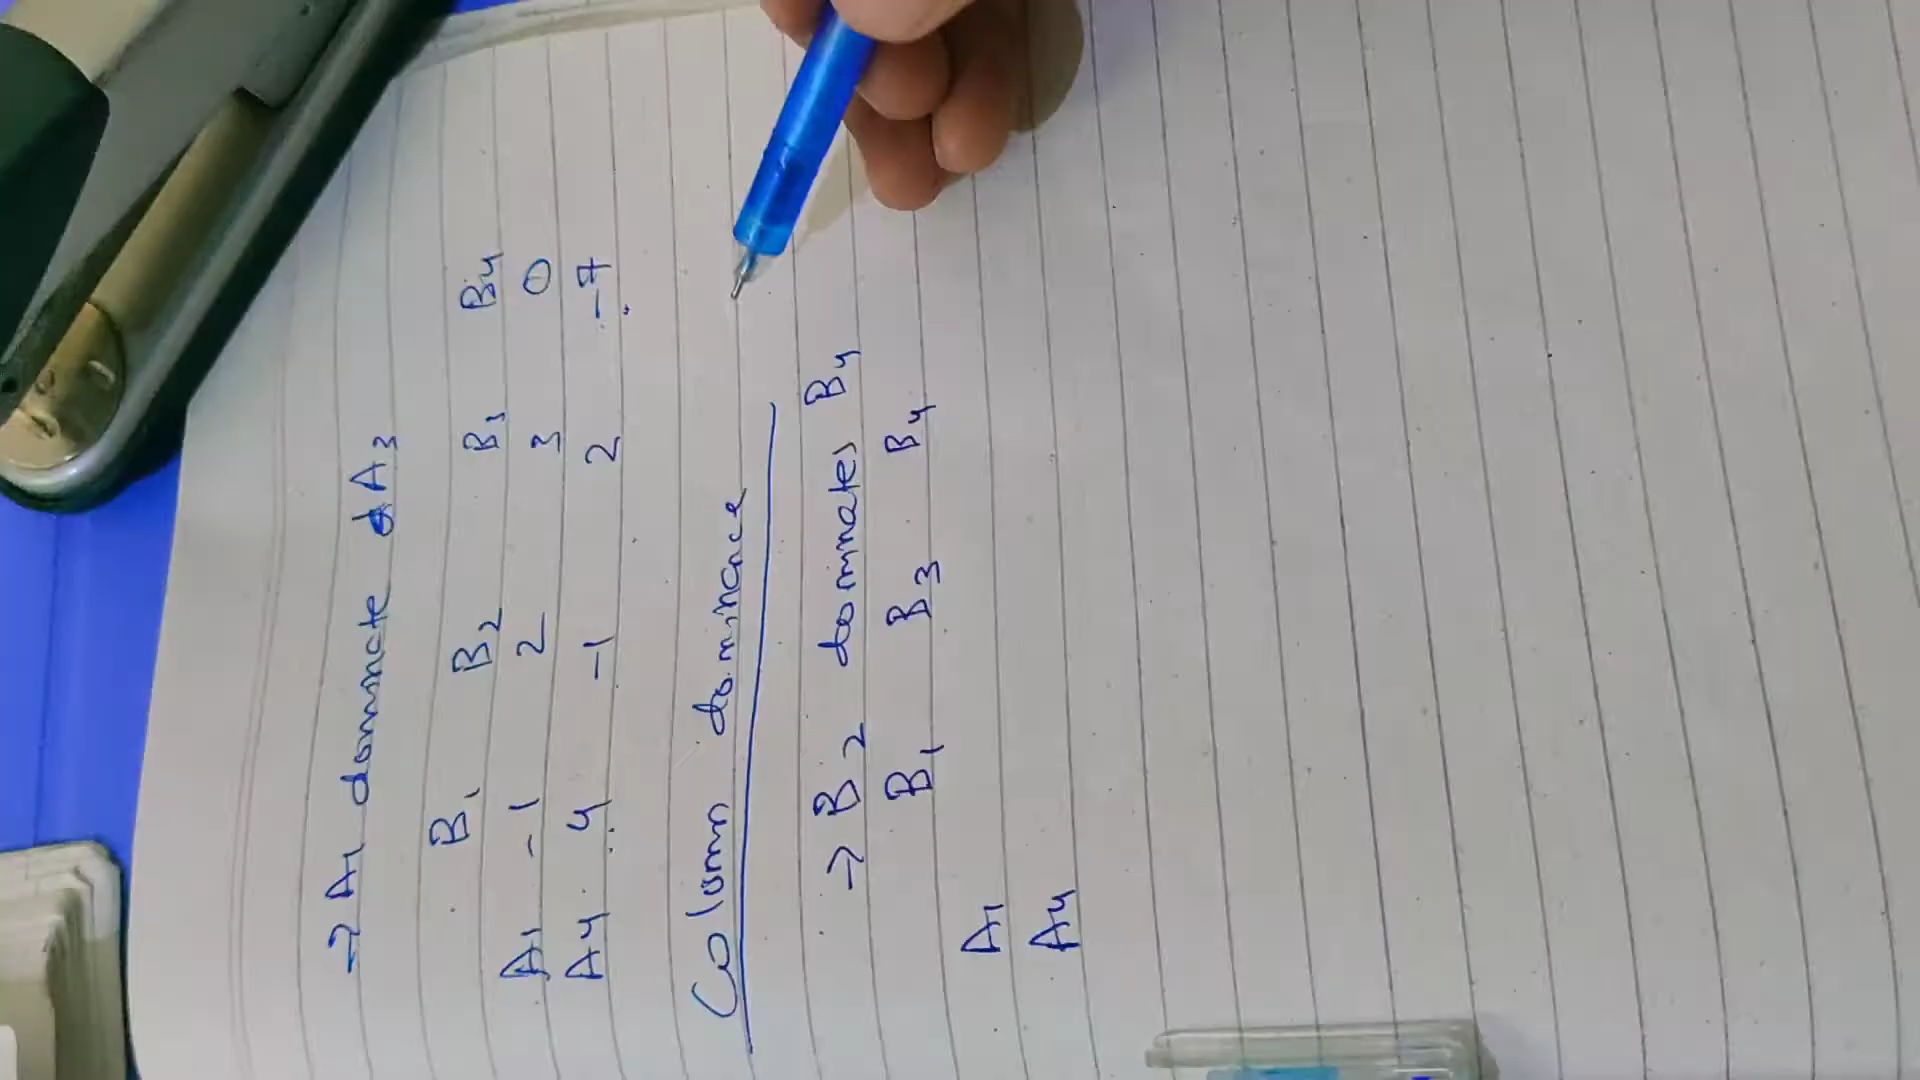 → A1 dominate A3
B1 B2 B3 B4
A1 -1 2 3 0
A4 4 -1 2 -7
Column dominance
→ B2 dominates B4
B1 B3 B4
A1
A4